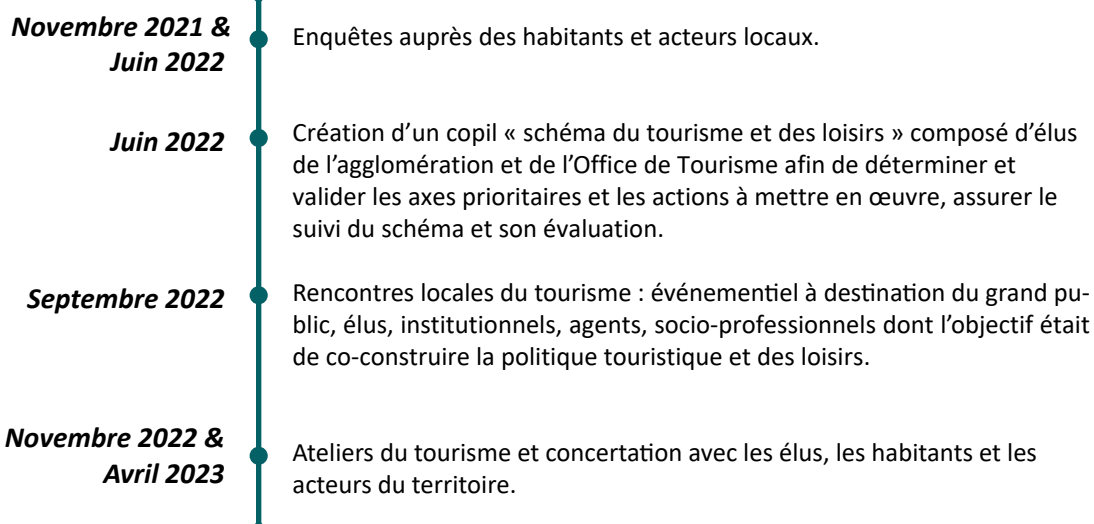 Novembre 2021 &
Juin 2022
Enquêtes auprès des habitants et acteurs locaux.
Juin 2022
Création d’un copil « schéma du tourisme et des loisirs » composé d’élus
de l’agglomération et de l’Office de Tourisme afin de déterminer et
valider les axes prioritaires et les actions à mettre en œuvre, assurer le
suivi du schéma et son évaluation.
Septembre 2022
Rencontres locales du tourisme : événementiel à destination du grand pu-
blic, élus, institutionnels, agents, socio-professionnels dont l’objectif était
de co-construire la politique touristique et des loisirs.
Novembre 2022 &
Avril 2023
Ateliers du tourisme et concertation avec les élus, les habitants et les
acteurs du territoire.